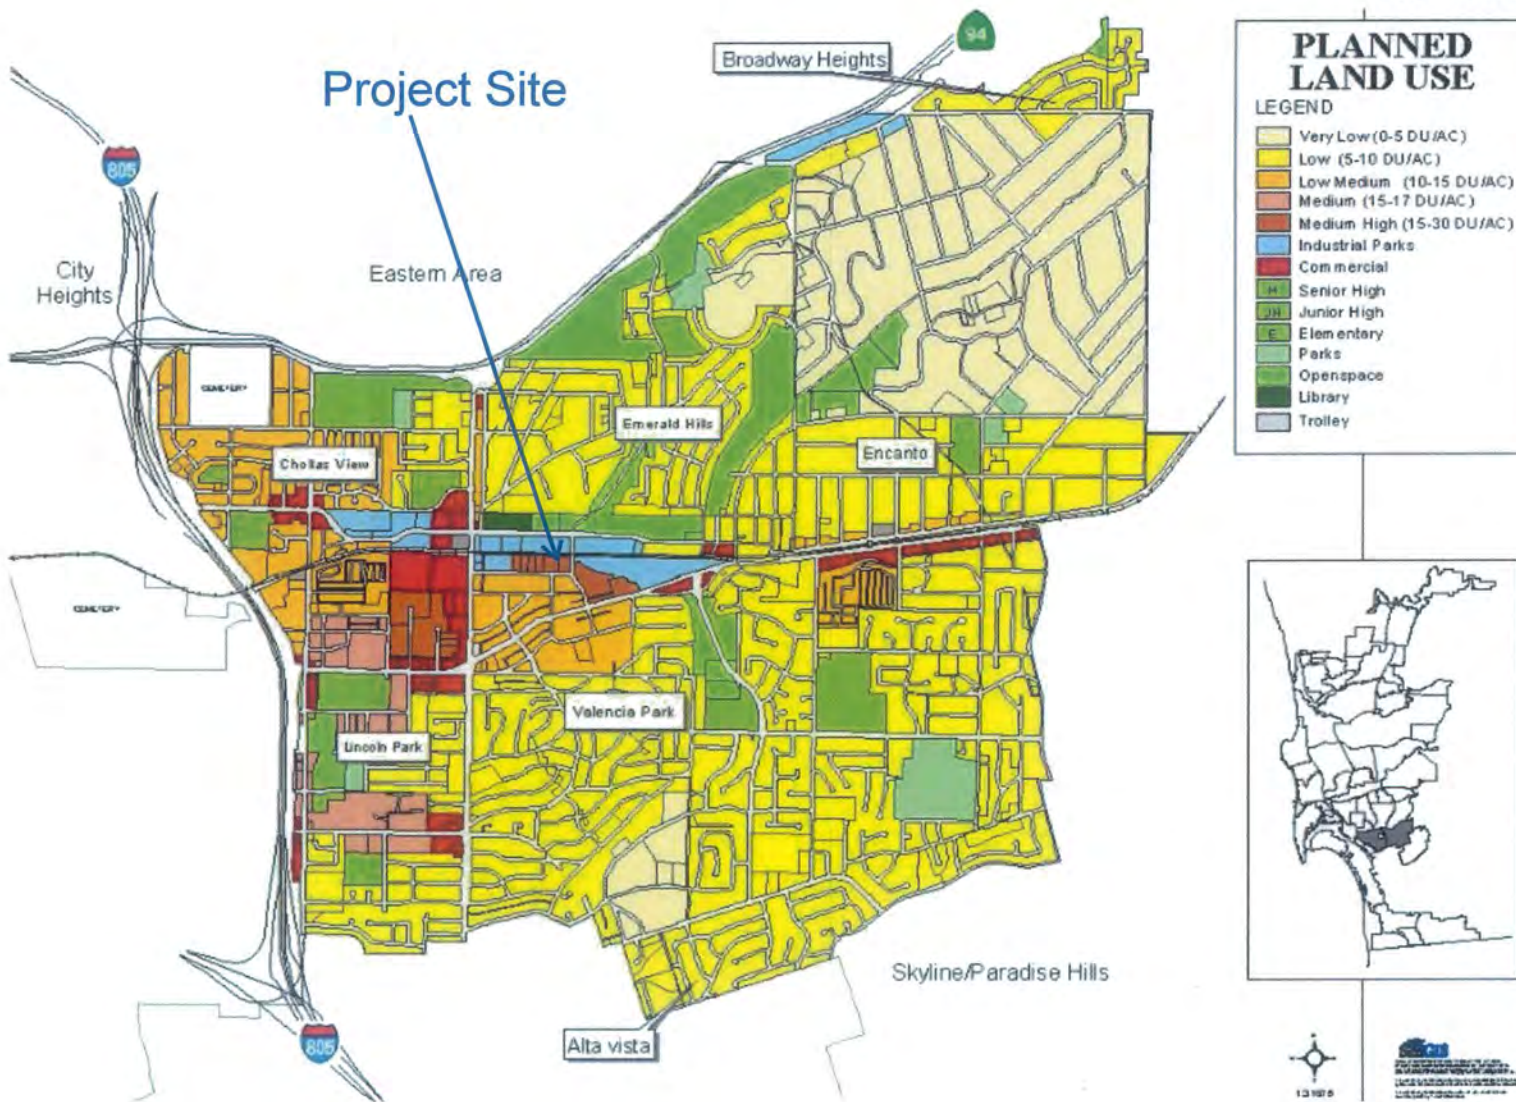 94
Broadway Heights
Project Site
805
City
Heights
Eastern Area
CEMETERY
Emerald Hills
Chollas View
Encanto
CEMETERY
Valencia Park
Lincoln Park
Skyline/Paradise Hills
Alta vista
805
PLANNED
LAND USE
LEGEND
Very Low (0-5 DU/AC)
Low (5-10 DU/AC)
Low Medium (10-15 DU/AC)
Medium (15-17 DU/AC)
Medium High (15-30 DU/AC)
Industrial Parks
Commercial
H Senior High
JH Junior High
E Elementary
Parks
Openspace
Library
Trolley